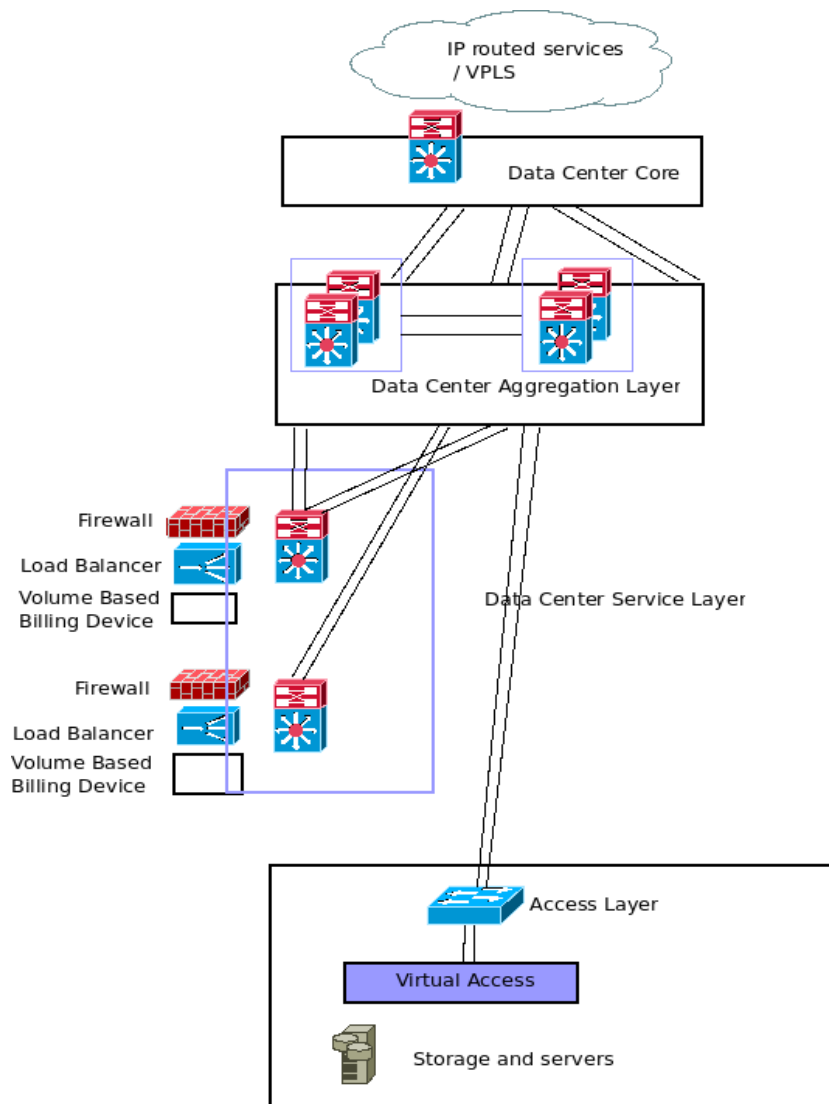 IP routed services
/ VPLS
Data Center Core
Data Center Aggregation Layer
Firewall
Load Balancer
Volume Based
Billing Device
Data Center Service Layer
Firewall
Load Balancer
Volume Based
Billing Device
Access Layer
Virtual Access
Storage and servers